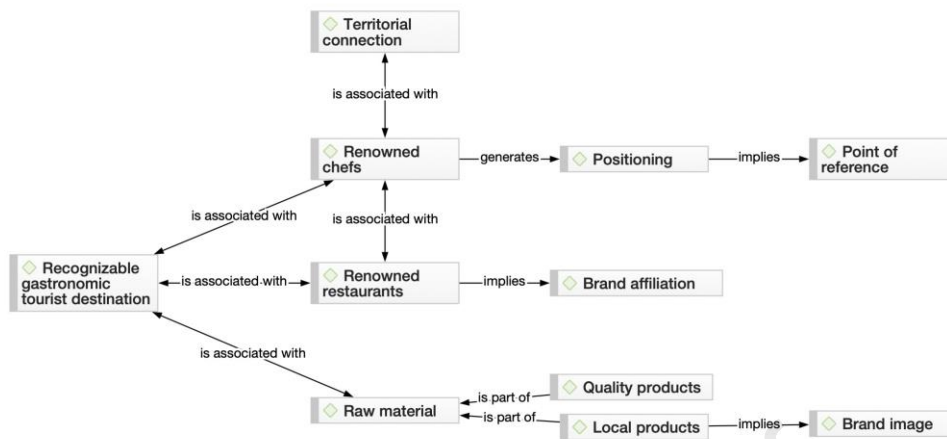 Territorial
connection
is associated with
Renowned
chefs
generates
Positioning
implies
Point of
reference
is associated with
is associated with
Recognizable
gastronomic
tourist destination
is associated with
Renowned
restaurants
implies
Brand affiliation
is associated with
Quality products
is part of
Raw material
is part of
Local products
implies
Brand image